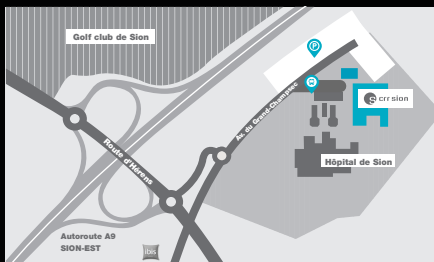 Golf club de Sion
P
S crr sion
Av. du Grand-Champsec
Route d'Hérens
Hôpital de Sion
Autoroute A9
SION-EST
ibis